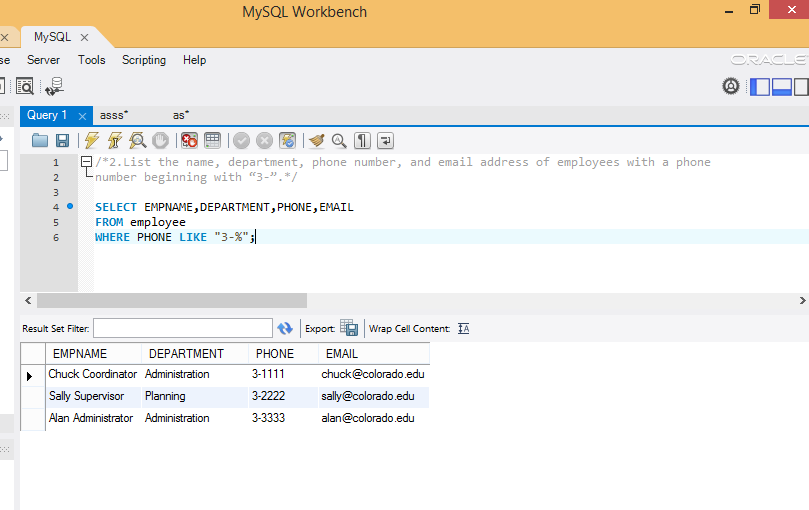 MySQL Workbench
MySQL
se Server Tools Scripting Help
ORACLE
Query 1 asss* as*
1 /*2.List the name, department, phone number, and email address of employees with a phone
2 number beginning with “3-”.*/
3
4 SELECT EMPNAME,DEPARTMENT,PHONE,EMAIL
5 FROM employee
6 WHERE PHONE LIKE "3-%";
Result Set Filter: Export: Wrap Cell Content:
EMPNAME DEPARTMENT PHONE EMAIL
Chuck Coordinator Administration 3-1111 chuck@colorado.edu
Sally Supervisor Planning 3-2222 sally@colorado.edu
Alan Administrator Administration 3-3333 alan@colorado.edu